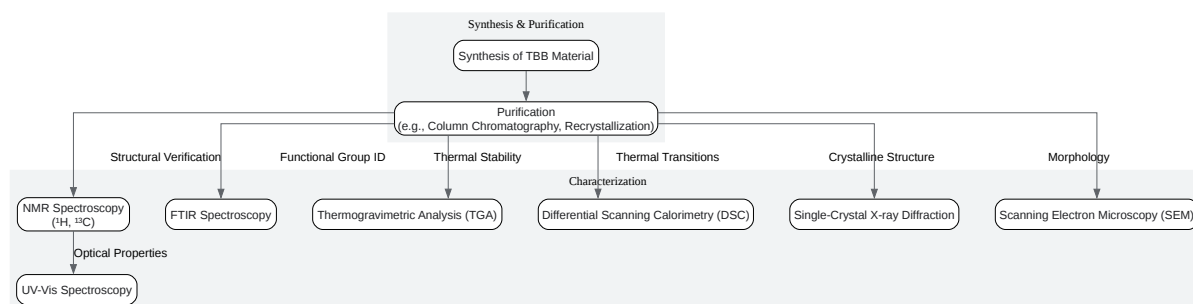 Synthesis & Purification
Synthesis of TBB Material
Purification
(e.g., Column Chromatography, Recrystallization)
Structural Verification
Functional Group ID
Thermal Stability
Thermal Transitions
Crystalline Structure
Morphology
Characterization
NMR Spectroscopy
(¹H, ¹³C)
FTIR Spectroscopy
Thermogravimetric Analysis (TGA)
Differential Scanning Calorimetry (DSC)
Single-Crystal X-ray Diffraction
Scanning Electron Microscopy (SEM)
Optical Properties
UV-Vis Spectroscopy